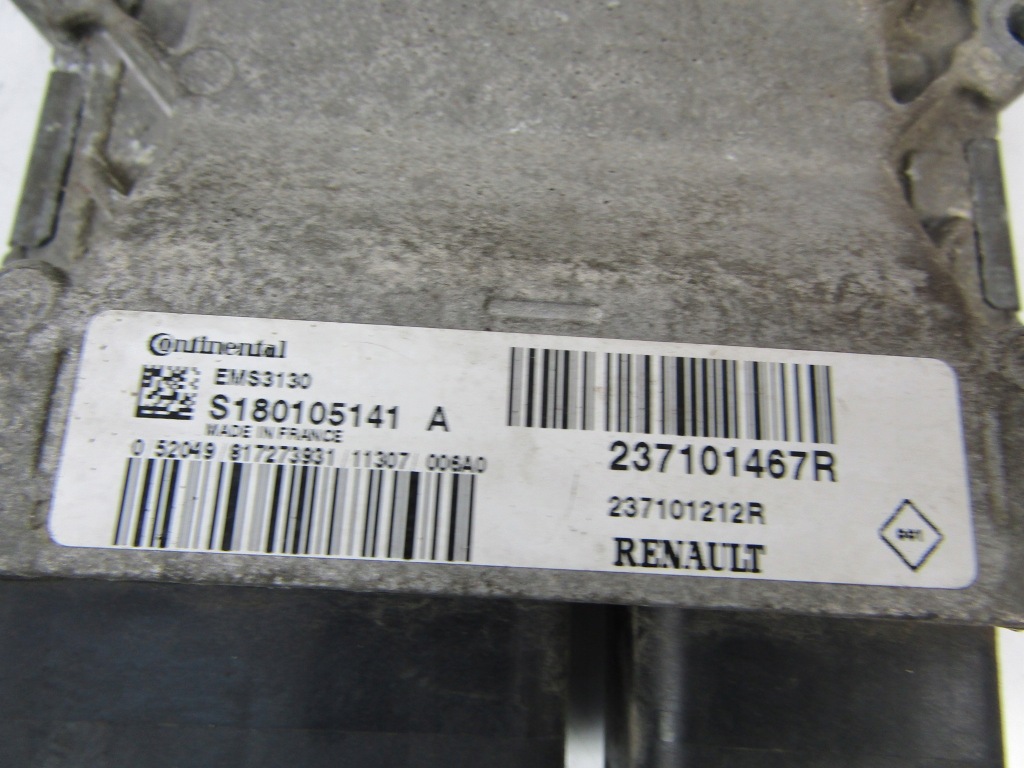 Continental
EMS3130
S180105141 A
MADE IN FRANCE
0 52049 / 817273931 / 11307 / 006A0
237101467R
237101212R
RENAULT